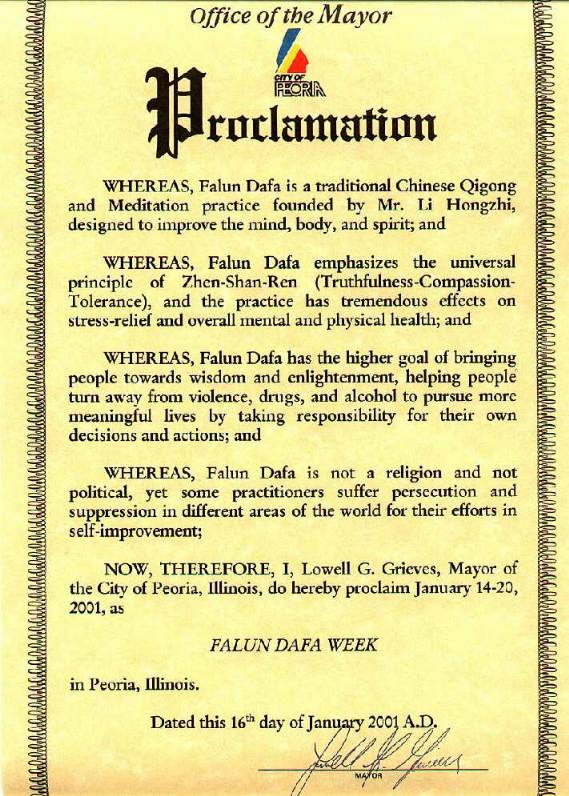 Office of the Mayor
CITY OF
PEORIA
Proclamation
WHEREAS, Falun Dafa is a traditional Chinese Qigong
and Meditation practice founded by Mr. Li Hongzhi,
designed to improve the mind, body, and spirit; and
WHEREAS, Falun Dafa emphasizes the universal
principle of Zhen-Shan-Ren (Truthfulness-Compassion-
Tolerance), and the practice has tremendous effects on
stress-relief and overall mental and physical health; and
WHEREAS, Falun Dafa has the higher goal of bringing
people towards wisdom and enlightenment, helping people
turn away from violence, drugs, and alcohol to pursue more
meaningful lives by taking responsibility for their own
decisions and actions; and
WHEREAS, Falun Dafa is not a religion and not
political, yet some practitioners suffer persecution and
suppression in different areas of the world for their efforts in
self-improvement;
NOW, THEREFORE, I, Lowell G. Grieves, Mayor of
the City of Peoria, Illinois, do hereby proclaim January 14-20,
2001, as
FALUN DAFA WEEK
in Peoria, Illinois.
Dated this 16th day of January 2001 A.D.
MAYOR